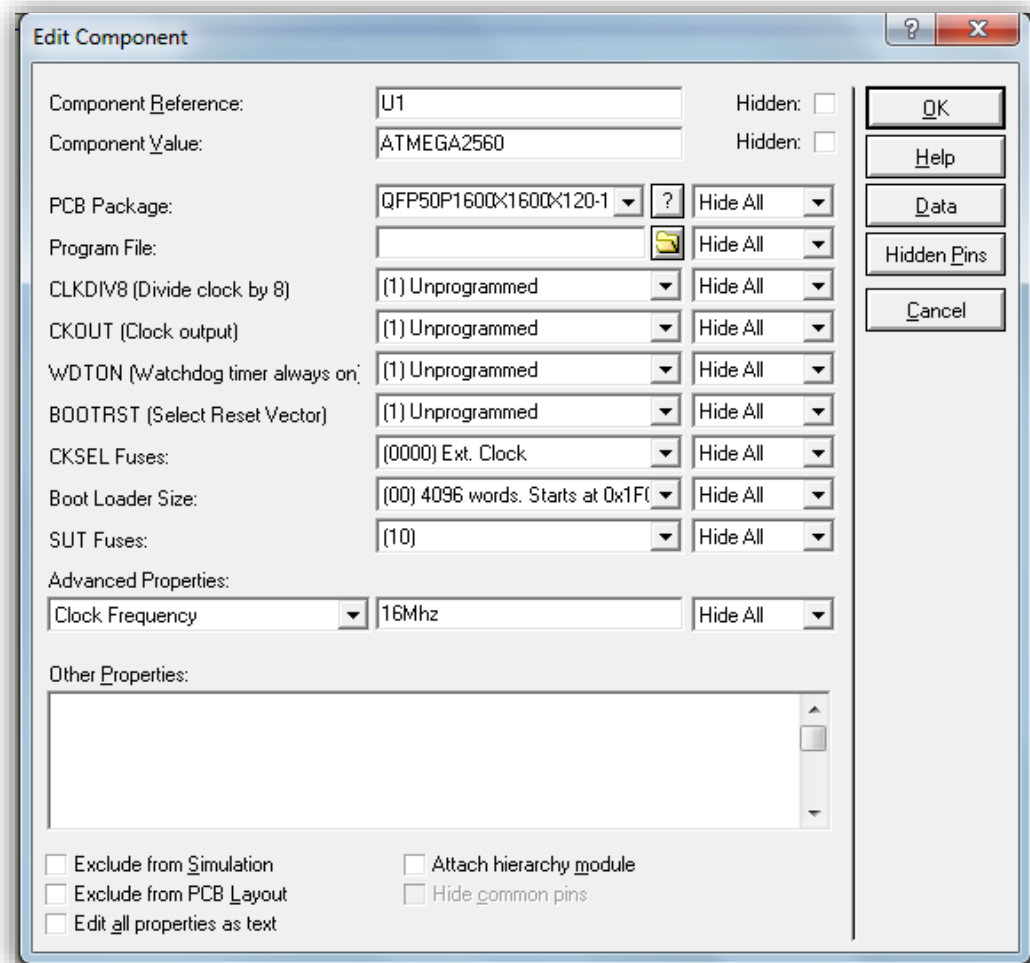 Edit Component
? X
Component Reference: U1 Hidden: OK
Component Value: ATMEGA2560 Hidden: Help
PCB Package: QFP50P1600X1600X120-1 ? Hide All Data
Program File: Hide All Hidden Pins
CLKDIV8 (Divide clock by 8) (1) Unprogrammed Hide All Cancel
CKOUT (Clock output) (1) Unprogrammed Hide All
WDTON (Watchdog timer always on) (1) Unprogrammed Hide All
BOOTRST (Select Reset Vector) (1) Unprogrammed Hide All
CKSEL Fuses: (0000) Ext. Clock Hide All
Boot Loader Size: (00) 4096 words. Starts at 0x1F( Hide All
SUT Fuses: (10) Hide All
Advanced Properties:
Clock Frequency 16Mhz Hide All
Other Properties:
Exclude from Simulation Attach hierarchy module
Exclude from PCB Layout Hide common pins
Edit all properties as text